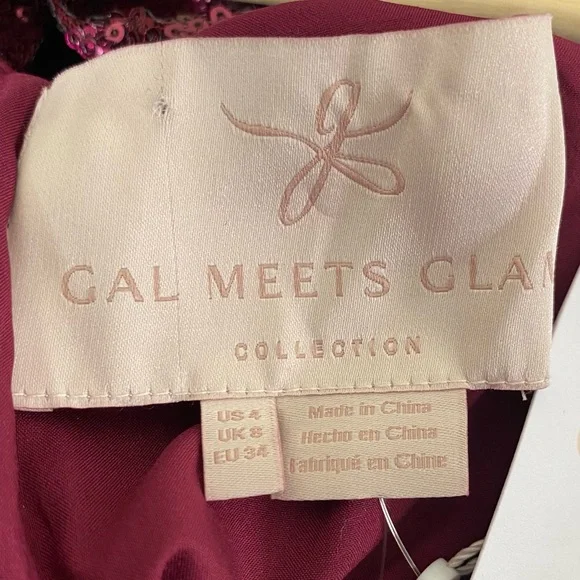 GAL MEETS GLAM
COLLECTION
US 4
UK 8
EU 34
Made in China
Hecho en China
Fabriqué en Chine